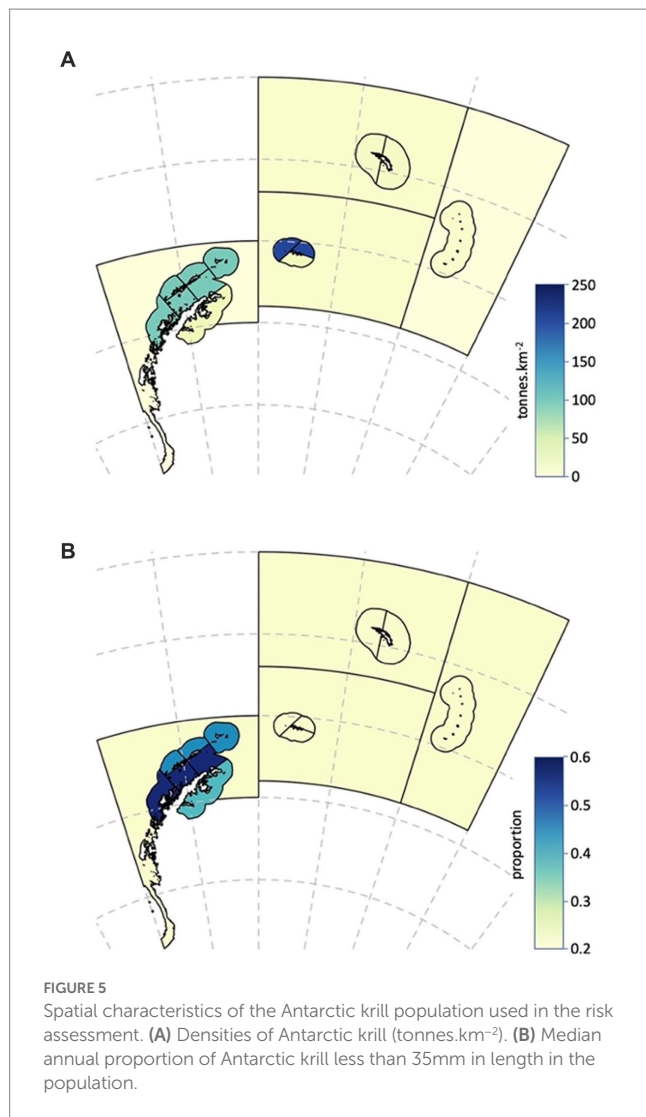 A
250
200
150
100
50
0
tonnes.km⁻²
B
0.6
0.5
0.4
0.3
0.2
proportion
FIGURE 5
Spatial characteristics of the Antarctic krill population used in the risk
assessment. (A) Densities of Antarctic krill (tonnes.km⁻²). (B) Median
annual proportion of Antarctic krill less than 35mm in length in the
population.